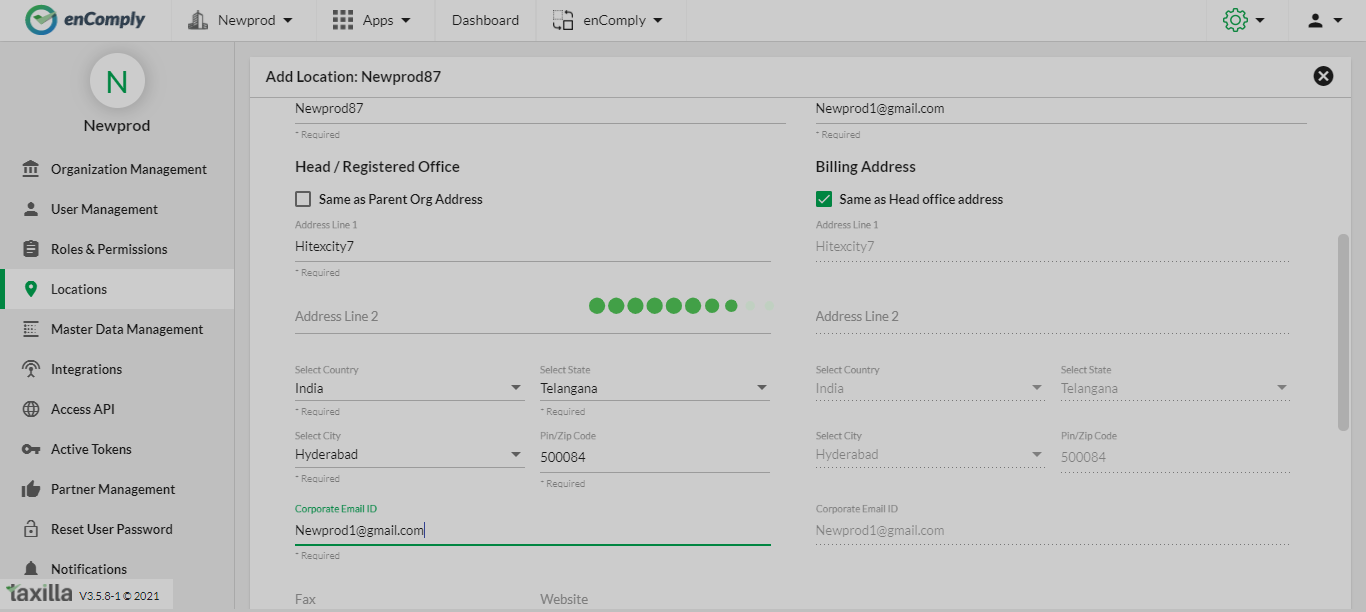 enComply
Newprod
Apps
Dashboard
enComply
N
Newprod
Organization Management
User Management
Roles & Permissions
Locations
Master Data Management
Integrations
Access API
Active Tokens
Partner Management
Reset User Password
Notifications
taxilla V3.5.8-1 © 2021
Add Location: Newprod87
Newprod87 Newprod1@gmail.com
* Required * Required
Head / Registered Office Billing Address
Same as Parent Org Address Same as Head office address
Address Line 1 Address Line 1
Hitexcity7 Hitexcity7
* Required
Address Line 2 Address Line 2
Select Country Select State Select Country Select State
India Telangana India Telangana
* Required * Required
Select City Pin/Zip Code Select City Pin/Zip Code
Hyderabad 500084 Hyderabad 500084
* Required * Required
Corporate Email ID Corporate Email ID
Newprod1@gmail.com Newprod1@gmail.com
* Required
Fax Website